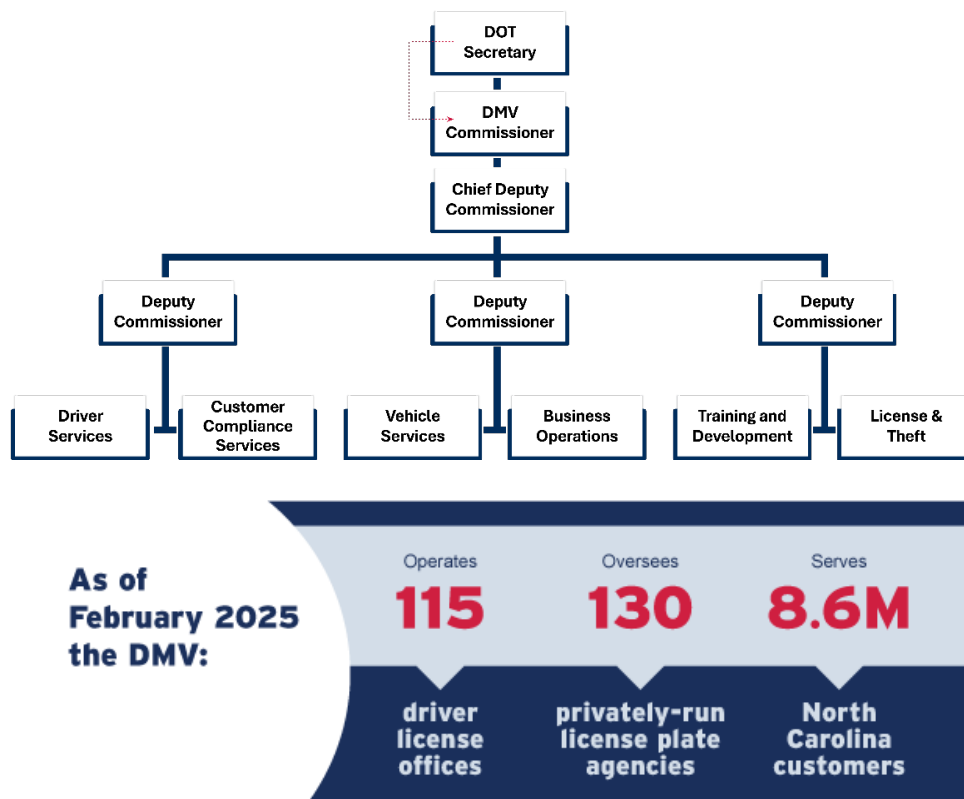 DOT
Secretary
DMV
Commissioner
Chief Deputy
Commissioner
Deputy
Commissioner
Deputy
Commissioner
Deputy
Commissioner
Driver
Services
Customer
Compliance
Services
Vehicle
Services
Business
Operations
Training and
Development
License &
Theft
As of
February 2025
the DMV:
Operates
115
driver
license
offices
Oversees
130
privately-run
license plate
agencies
Serves
8.6M
North
Carolina
customers